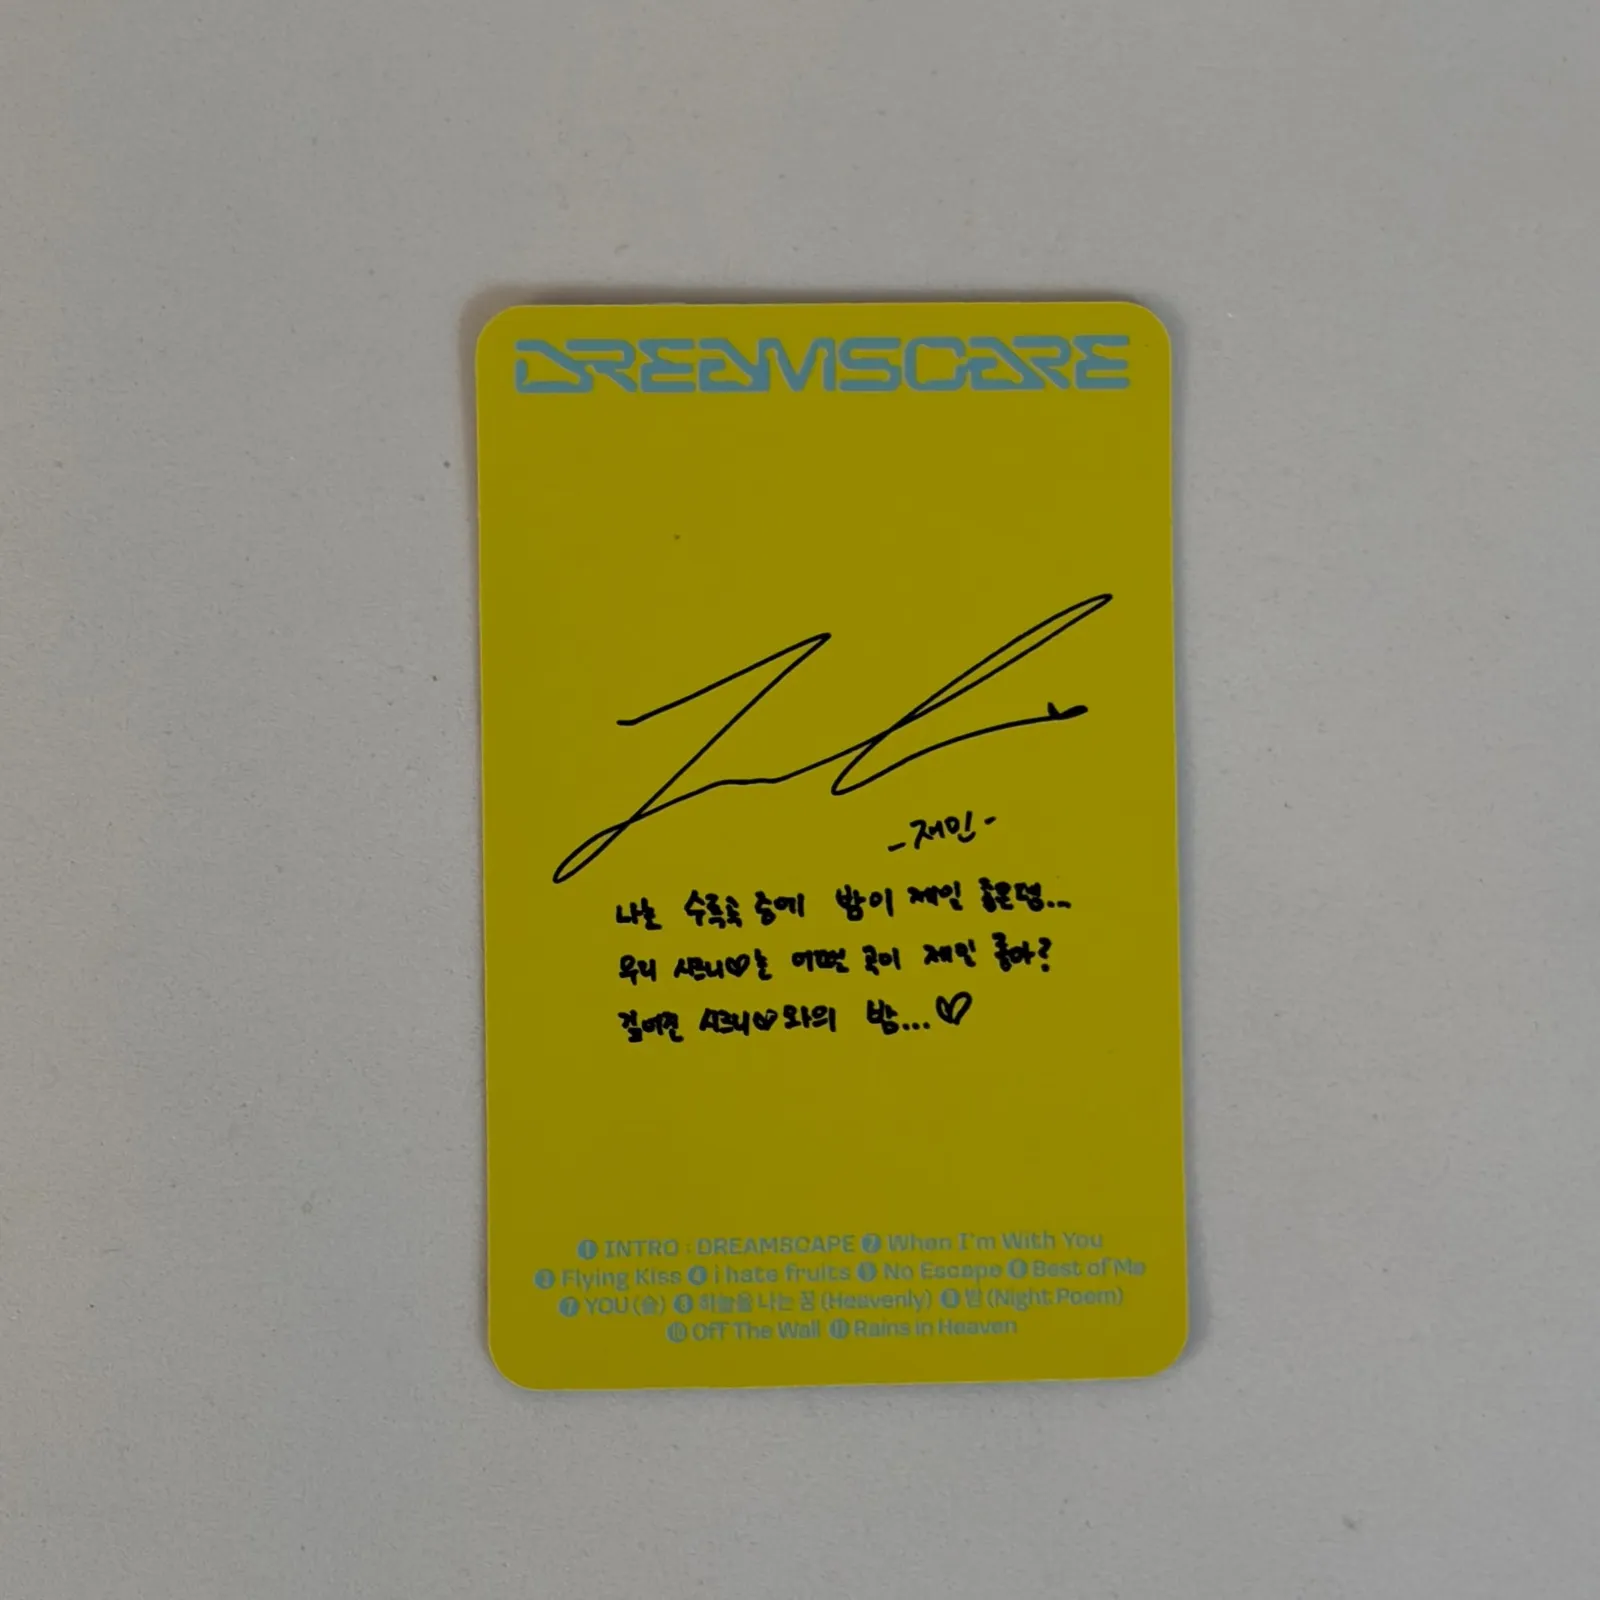 DREAMSCAPE
-재민-
나는 수록곡 중에 밤이 제일 좋은뎅...
우리 시즈니♡는 어떤 곡이 제일 좋아?
깊어진 시즈니♡와의 밤...♡
1 INTRO : DREAMSCAPE 2 When I'm With You
3 Flying Kiss 4 i hate fruits 5 No Escape 6 Best of Me
7 YOU (숨) 8 하늘을 나는 꿈 (Heavenly) 9 밤 (Night Poem)
10 Off The Wall 11 Rains in Heaven